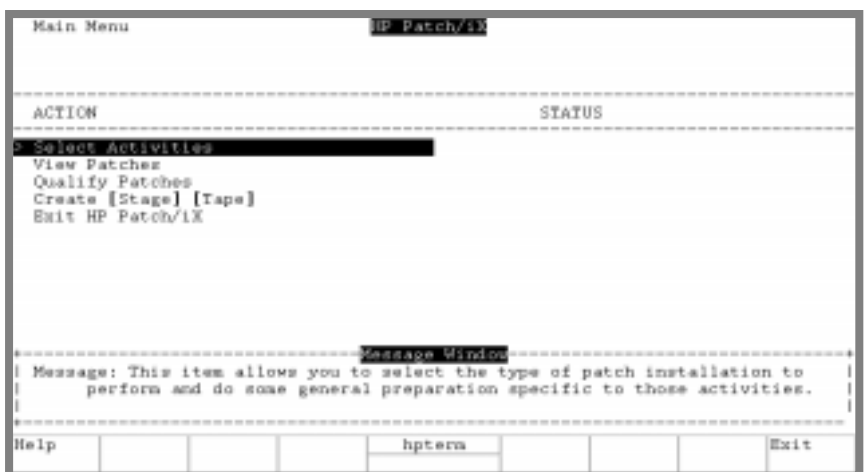 Main Menu HP Patch/iX
ACTION STATUS
> Select Activities
View Patches
Qualify Patches
Create [Stage] [Tape]
Exit HP Patch/iX
Message Window
Message: This item allows you to select the type of patch installation to
perform and do some general preparation specific to those activities.
Help hpterm Exit